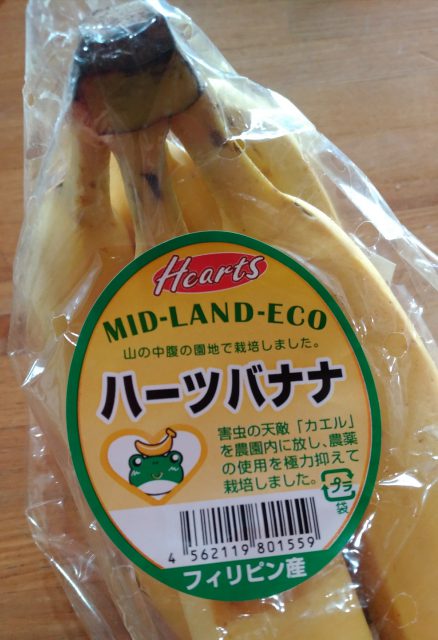 Hearts
MID-LAND-ECO
山の中腹の園地で栽培しました。
ハーツバナナ
害虫の天敵「カエル」
を農園内に放し、農薬
の使用を極力抑えて
栽培しました。
プラ
袋
4 562119 801559
フィリピン産